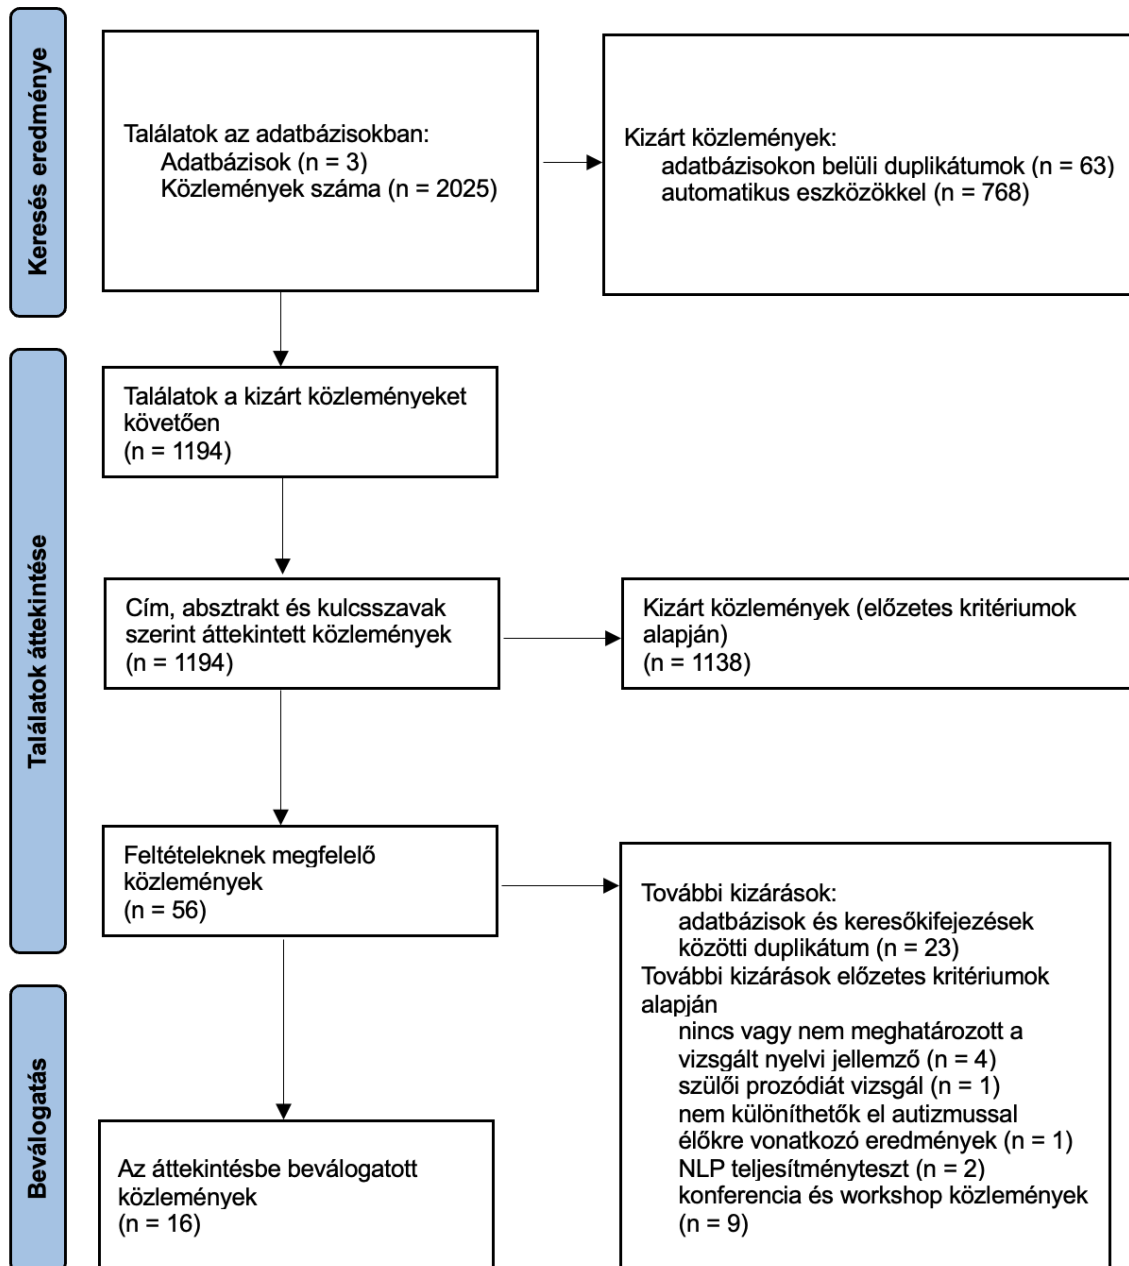 Keresés eredménye
Találatok az adatbázisokban:
Adatbázisok (n = 3)
Közlemények száma (n = 2025)
Kizárt közlemények:
adatbázisokon belüli duplikátumok (n = 63)
automatikus eszközökkel (n = 768)
Találatok áttekintése
Találatok a kizárt közleményeket
követően
(n = 1194)
Cím, absztrakt és kulcsszavak
szerint áttekintett közlemények
(n = 1194)
Kizárt közlemények (előzetes kritériumok
alapján)
(n = 1138)
Feltételeknek megfelelő
közlemények
(n = 56)
További kizárások:
adatbázisok és keresőkifejezések
közötti duplikátum (n = 23)
További kizárások előzetes kritériumok
alapján
nincs vagy nem meghatározott a
vizsgált nyelvi jellemző (n = 4)
szülői prozódiát vizsgál (n = 1)
nem különíthetők el autizmussal
élőkre vonatkozó eredmények (n = 1)
NLP teljesítményteszt (n = 2)
konferencia és workshop közlemények
(n = 9)
Beválogatás
Az áttekintésbe beválogatott
közlemények
(n = 16)